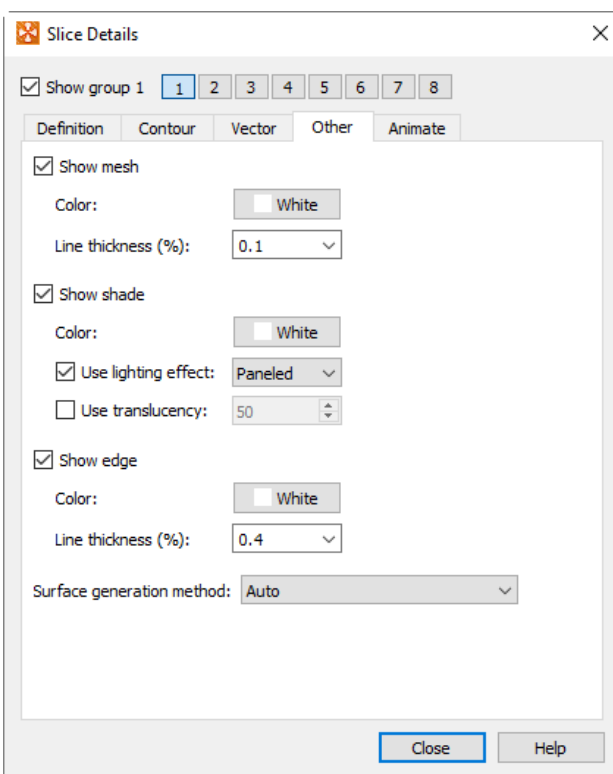 Slice Details
Show group 1 1 2 3 4 5 6 7 8
Definition Contour Vector Other Animate
Show mesh
Color: White
Line thickness (%): 0.1
Show shade
Color: White
Use lighting effect: Paneled
Use translucency: 50
Show edge
Color: White
Line thickness (%): 0.4
Surface generation method: Auto
Close Help